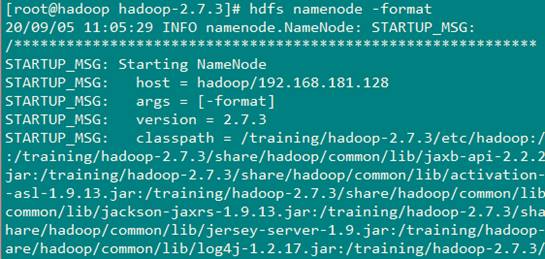 [root@hadoop hadoop-2.7.3]# hdfs namenode -format
20/09/05 11:05:29 INFO namenode.NameNode: STARTUP_MSG:
/************************************************************
STARTUP_MSG: Starting NameNode
STARTUP_MSG:   host = hadoop/192.168.181.128
STARTUP_MSG:   args = [-format]
STARTUP_MSG:   version = 2.7.3
STARTUP_MSG:   classpath = /training/hadoop-2.7.3/etc/hadoop:/
:/training/hadoop-2.7.3/share/hadoop/common/lib/jaxb-api-2.2.2
jar:/training/hadoop-2.7.3/share/hadoop/common/lib/activation-
-asl-1.9.13.jar:/training/hadoop-2.7.3/share/hadoop/common/lib
common/lib/jackson-jaxrs-1.9.13.jar:/training/hadoop-2.7.3/sha
hare/hadoop/common/lib/jersey-server-1.9.jar:/training/hadoop-
are/hadoop/common/lib/log4j-1.2.17.jar:/training/hadoop-2.7.3/